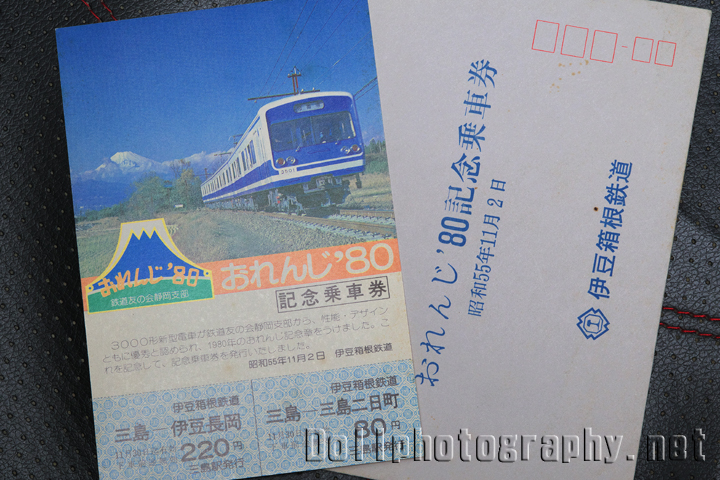 3501
おれんじ'80
鉄道友の会静岡支部
おれんじ'80
記念乗車券
3000形新型電車が鉄道友の会静岡支部から、性能・デザイン
ともに優秀と認められ、1980年のおれんじ記念章をうけました。こ
れを記念して、記念乗車券を発行いたしました。
昭和55年11月2日 伊豆箱根鉄道
伊豆箱根鉄道
三島―伊豆長岡
220円
三島駅発行
伊豆箱根鉄道
三島―三島二日町
80円
三島駅発行
おれんじ'80記念乗車券
昭和55年11月2日
伊豆箱根鉄道
Dollphotography.net